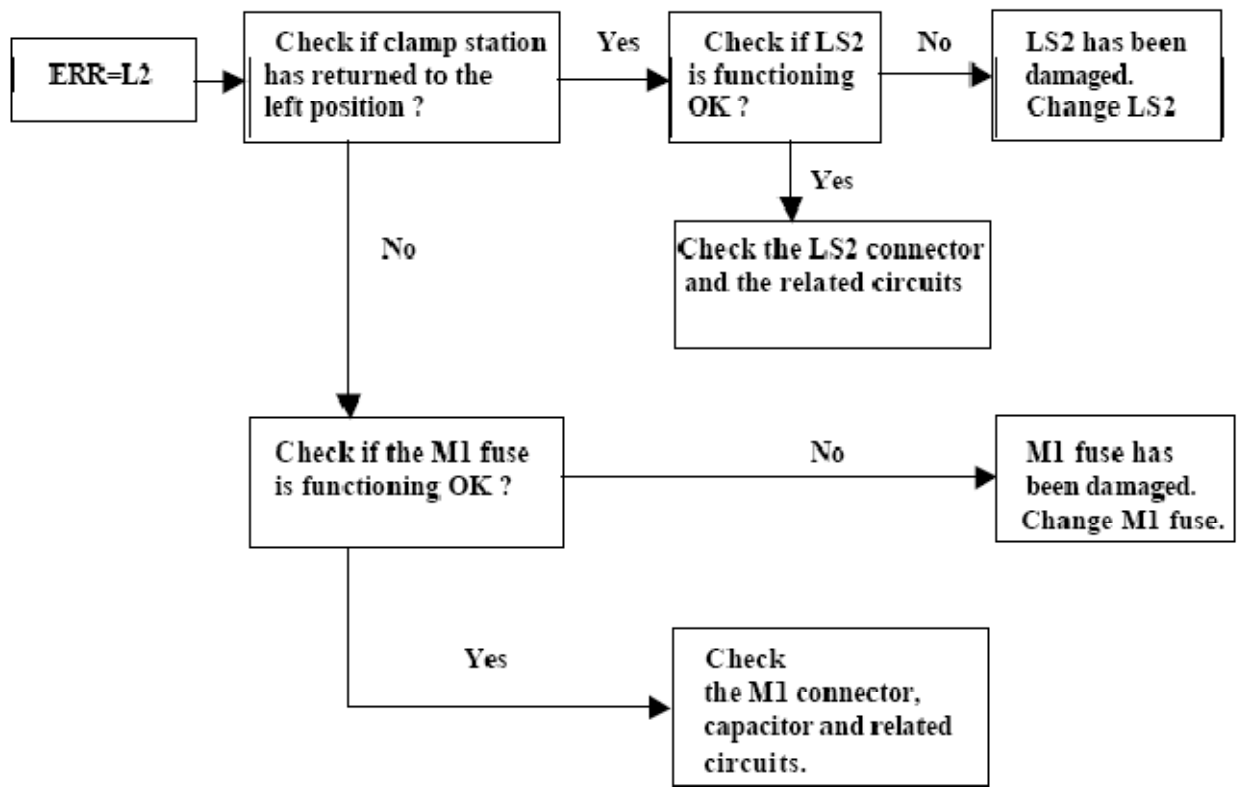 ERR=L2
Check if clamp station
has returned to the
left position ?
Yes
Check if LS2
is functioning
OK ?
No
LS2 has been
damaged.
Change LS2
Yes
Check the LS2 connector
and the related circuits
No
Check if the M1 fuse
is functioning OK ?
No
M1 fuse has
been damaged.
Change M1 fuse.
Yes
Check
the M1 connector,
capacitor and related
circuits.